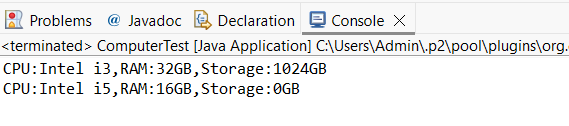 Problems @ Javadoc Declaration Console
<terminated> ComputerTest [Java Application] C:\Users\Admin\.p2\pool\plugins\org.
CPU:Intel i3,RAM:32GB,Storage:1024GB
CPU:Intel i5,RAM:16GB,Storage:0GB